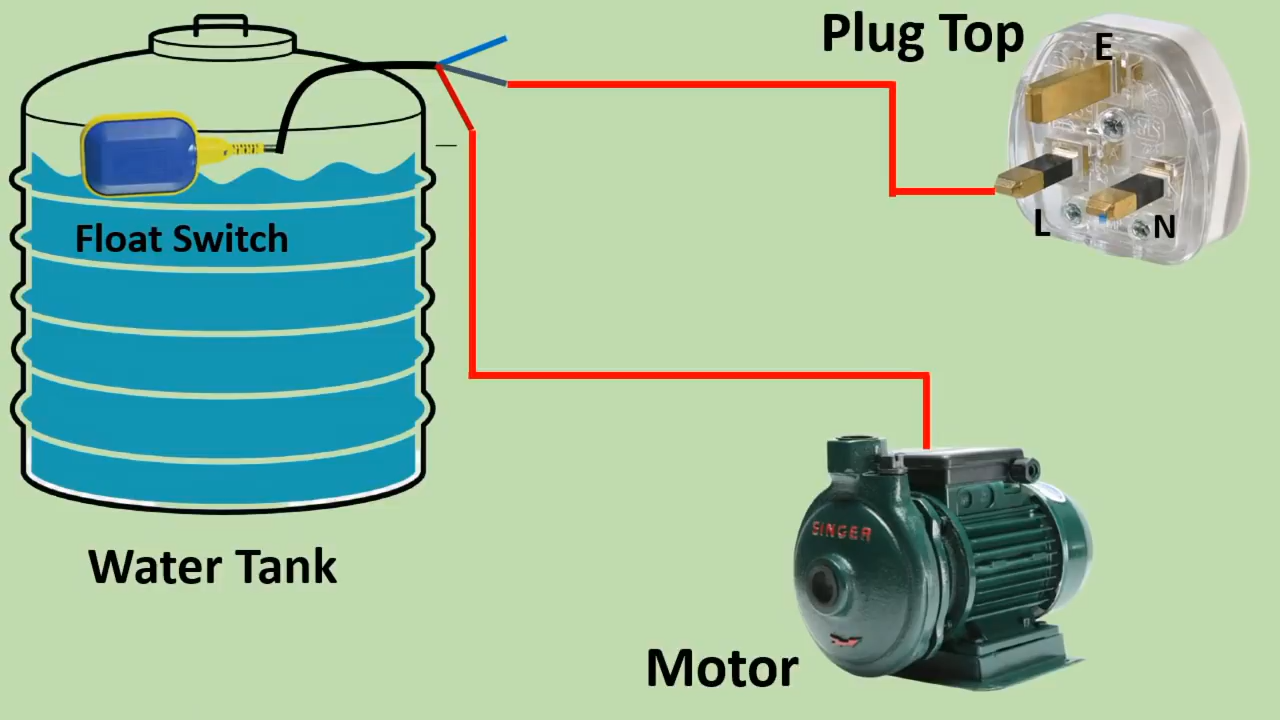 Plug Top
E
L
N
Float Switch
Water Tank
SINGER
Motor